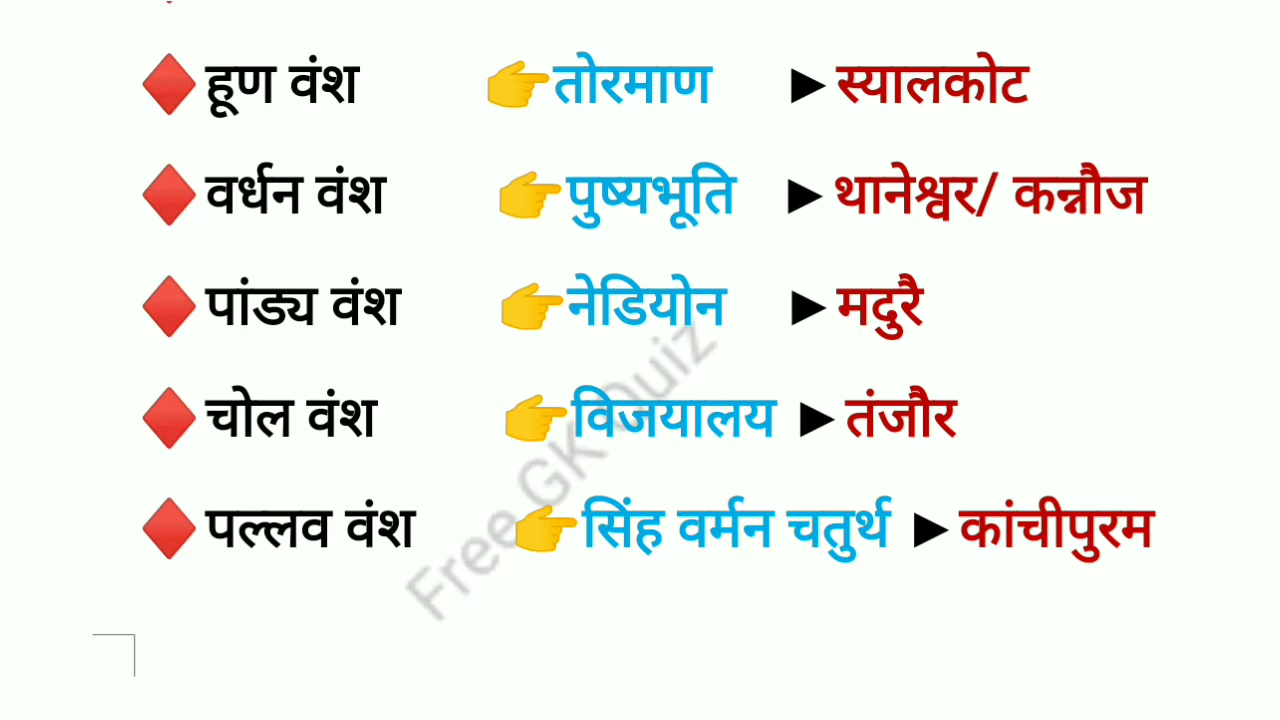 ♦️हूण वंश 👉तोरमाण ►स्यालकोट
♦️वर्धन वंश 👉पुष्यभूति ►थानेश्वर/ कन्नौज
♦️पांड्य वंश 👉नेडियोन ►मदुरै
♦️चोल वंश 👉विजयालय ►तंजौर
♦️पल्लव वंश 👉सिंह वर्मन चतुर्थ ►कांचीपुरम
Free GK Quiz